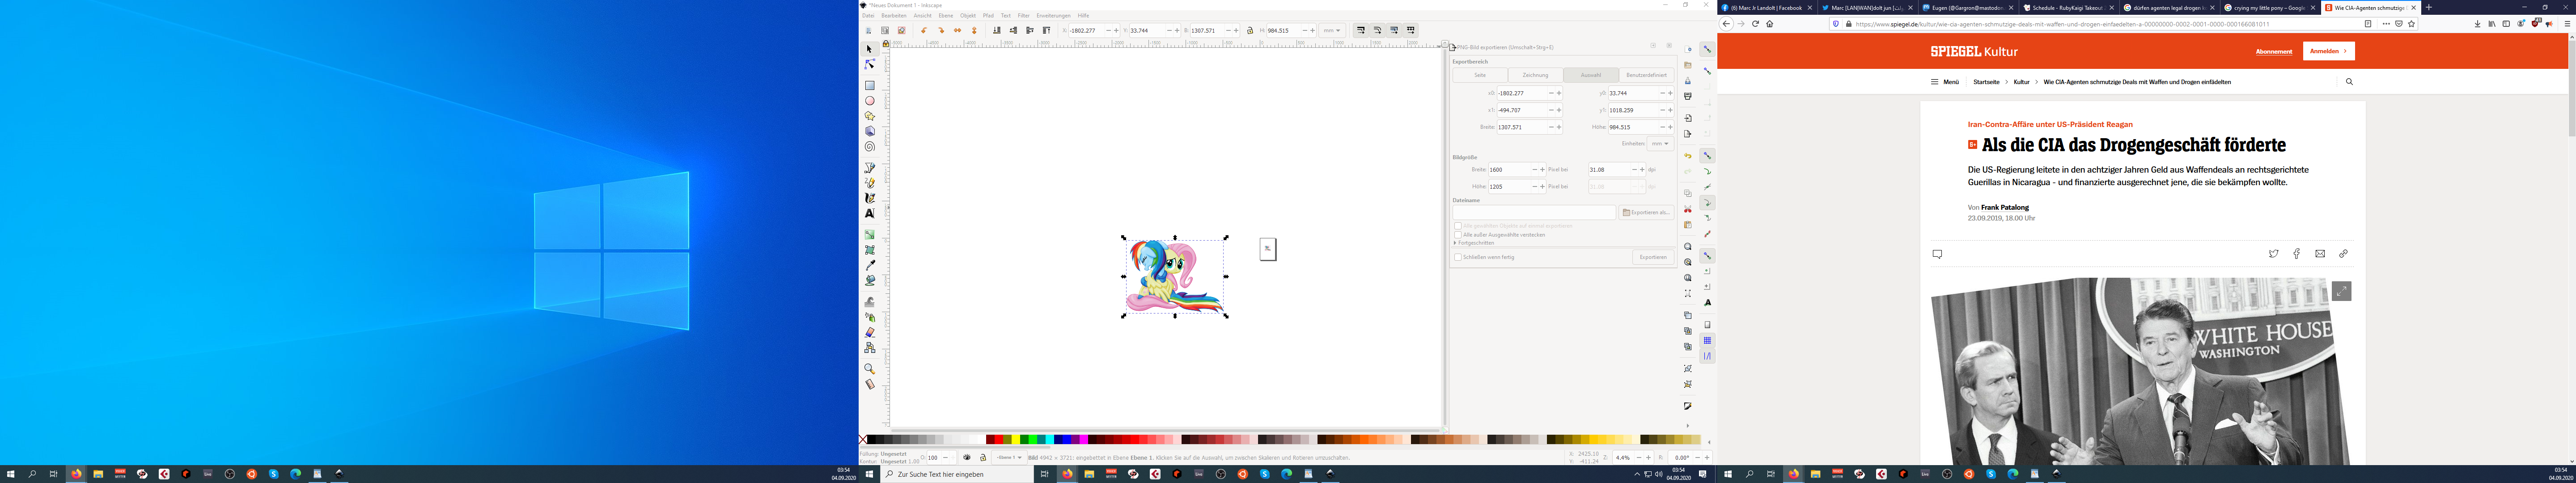 *Neues Dokument 1 - Inkscape
Datei Bearbeiten Ansicht Ebene Objekt Pfad Text Filter Erweiterungen Hilfe
X: -1802.277 Y: 33.744 B: 1307.571 H: 984.515 mm
PNG-Bild exportieren (Umschalt+Strg+E)
Exportbereich
Seite Zeichnung Auswahl Benutzerdefiniert
x0: -1802.277 y0: 33.744
x1: -494.707 y1: 1018.259
Breite: 1307.571 Höhe: 984.515
Einheiten: mm
Bildgröße
Breite: 1600 Pixel bei 31.08 dpi
Höhe: 1205 Pixel bei 31.08 dpi
Dateiname
Exportieren als...
Alle außer Ausgewählte verstecken
Fortgeschritten
Schließen wenn fertig Exportieren
Füllung: Ungesetzt
Kontur: Ungesetzt 1.00
O: 100
Ebene 1
Bild 4942 × 3721: eingebettet in Ebene Ebene 1. Klicken Sie auf die Auswahl, um zwischen Skalieren und Rotieren umzuschalten.
X: 2425.19
Y: -411.24
Z: 4.4% R: 0.00°
03:54
04.09.2020
Zur Suche Text hier eingeben
03:54
04.09.2020
(6) Marc Jr Landolt | Facebook
Eugen (@Gargron@mastodon
Schedule - RubyKaigi Takeout
dürfen agenten legal drogen
crying my little pony – Google
Wie CIA-Agenten schmutzige
https://www.spiegel.de/kultur/wie-cia-agenten-schmutzige-deals-mit-waffen-und-drogen-einfaedelten-a-00000000-0002-0001-0000-000166061011
SPIEGEL Kultur
Abonnement Anmelden
Menü Startseite Kultur Wie CIA-Agenten schmutzige Deals mit Waffen und Drogen einfädelten
Iran-Contra-Affäre unter US-Präsident Reagan
S+ Als die CIA das Drogengeschäft förderte
Die US-Regierung leitete in den achtziger Jahren Geld aus Waffendeals an rechtsgerichtete
Guerillas in Nicaragua - und finanzierte ausgerechnet jene, die sie bekämpfen wollte.
Von Frank Patalong
23.09.2019, 18.00 Uhr
WHITE HOUSE
WASHINGTON
03:54
04.09.2020